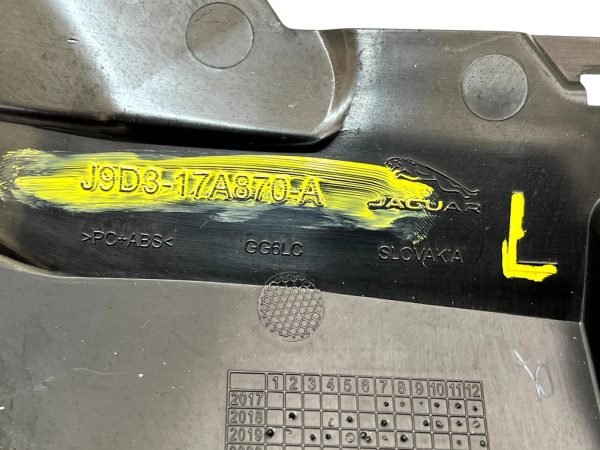 J9D3-17A870-A
JAGUAR
L
>PC+ABS<
GG6LC
SLOVAKIA
1 2 3 4 5 6 7 8 9 10 11 12
2017
2018
2019